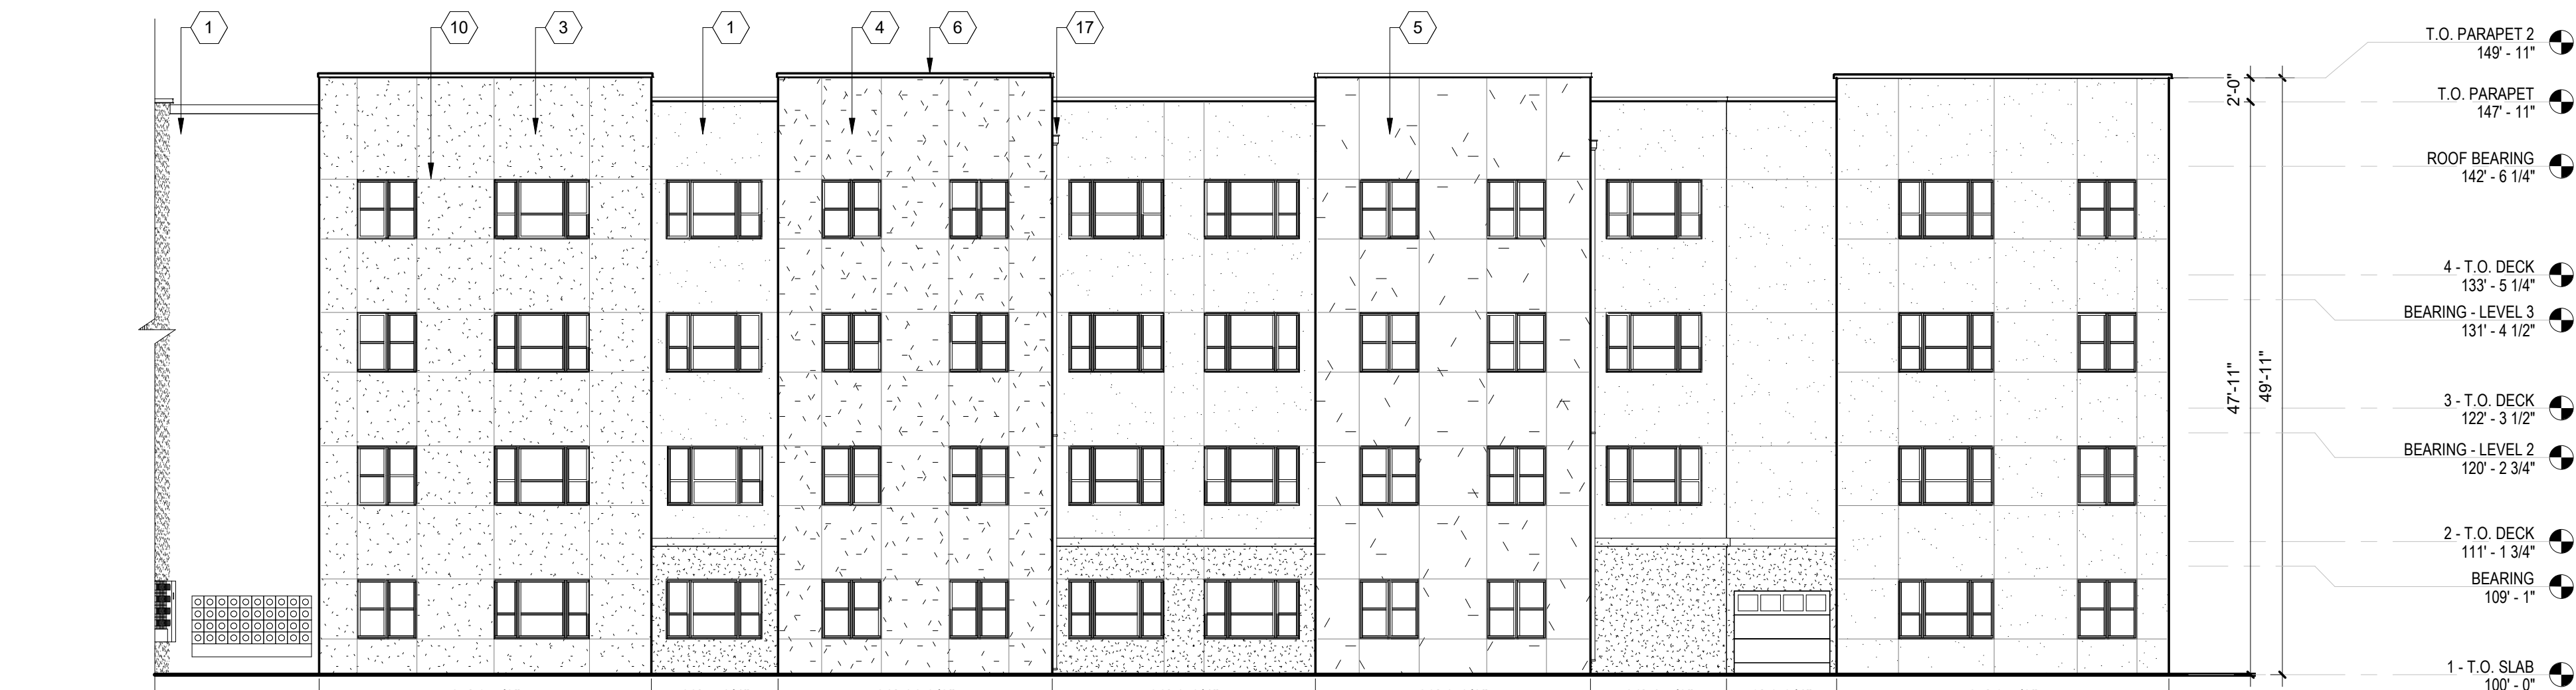 1
10
3
1
4
6
17
5
T.O. PARAPET 2
149' - 11"
2'-0"
T.O. PARAPET
147' - 11"
ROOF BEARING
142' - 6 1/4"
4 - T.O. DECK
133' - 5 1/4"
BEARING - LEVEL 3
131' - 4 1/2"
47'-11"
49'-11"
3 - T.O. DECK
122' - 3 1/2"
BEARING - LEVEL 2
120' - 2 3/4"
2 - T.O. DECK
111' - 1 3/4"
BEARING
109' - 1"
1 - T.O. SLAB
100' - 0"